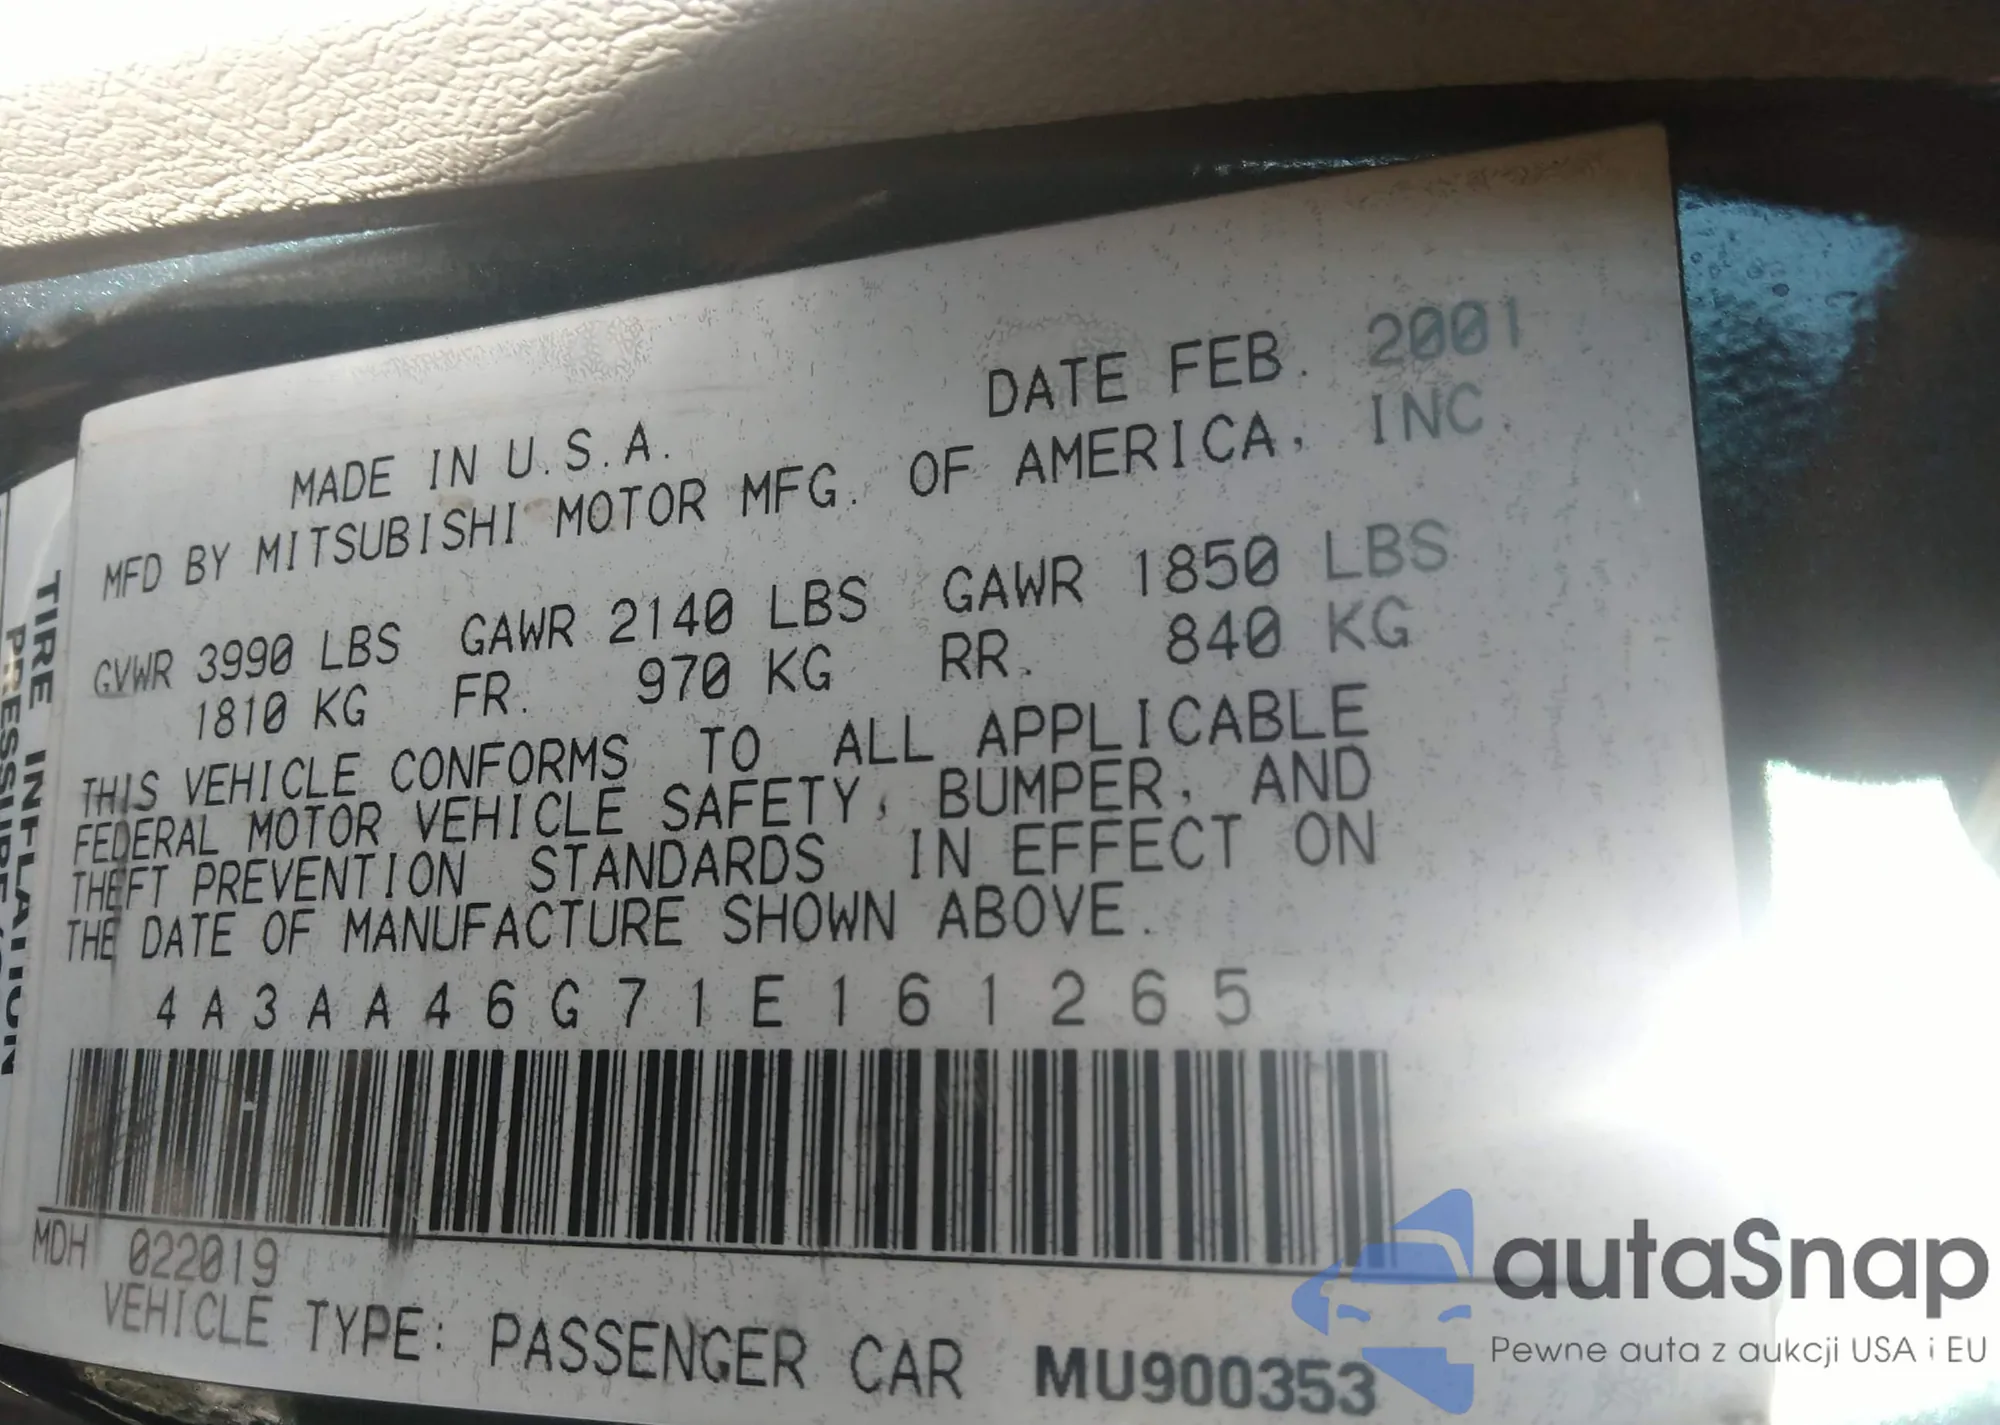 DATE FEB. 2001
MADE IN U.S.A.
MFD BY MITSUBISHI MOTOR MFG. OF AMERICA, INC.
GVWR 3990 LBS GAWR 2140 LBS GAWR 1850 LBS
1810 KG FR. 970 KG RR. 840 KG
THIS VEHICLE CONFORMS TO ALL APPLICABLE
FEDERAL MOTOR VEHICLE SAFETY, BUMPER, AND
THEFT PREVENTION STANDARDS IN EFFECT ON
THE DATE OF MANUFACTURE SHOWN ABOVE.
4A3AA46G71E161265
MDH 022019
VEHICLE TYPE: PASSENGER CAR MU900353
TIRE INFLATION
PRESSURE
autaSnap
Pewne auta z aukcji USA i EU